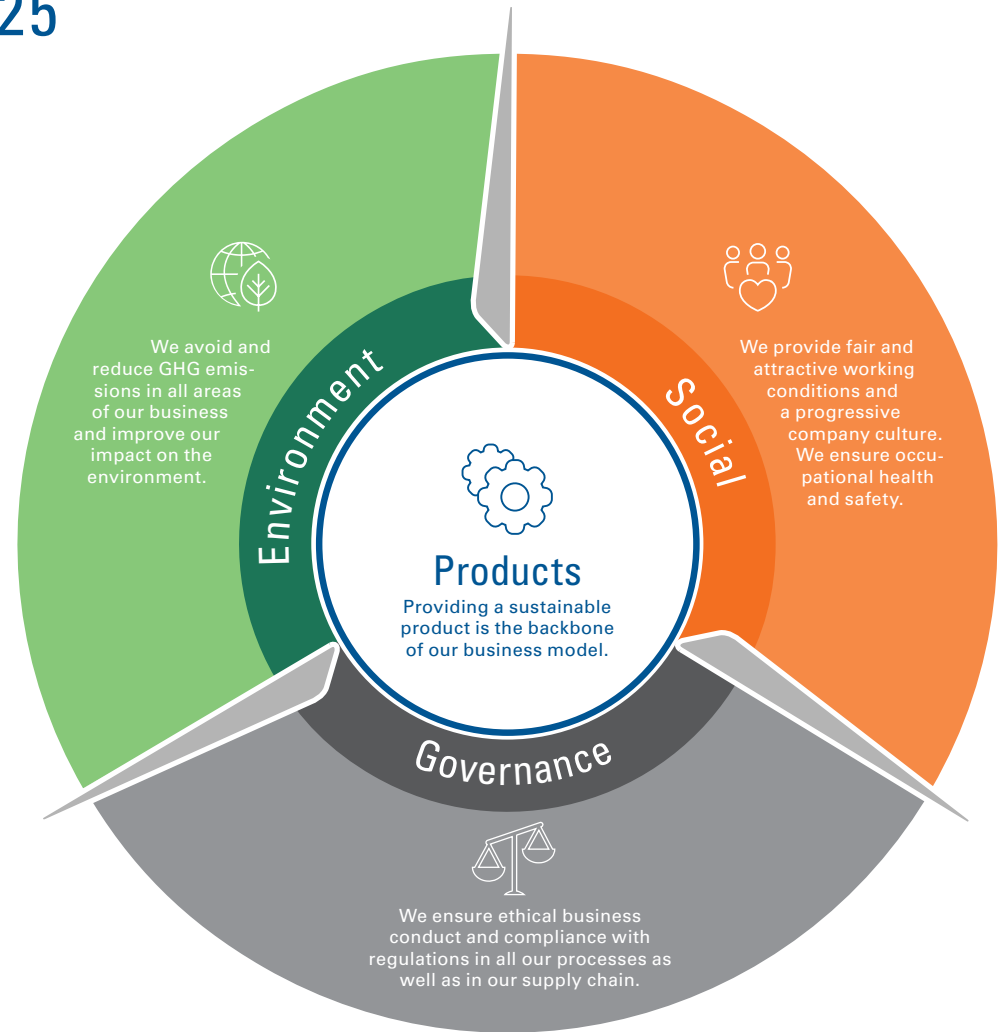 25
Environment
We avoid and
reduce GHG emis-
sions in all areas
of our business
and improve our
impact on the
environment.
Social
We provide fair and
attractive working
conditions and
a progressive
company culture.
We ensure occu-
pational health
and safety.
Products
Providing a sustainable
product is the backbone
of our business model.
Governance
We ensure ethical business
conduct and compliance with
regulations in all our processes as
well as in our supply chain.